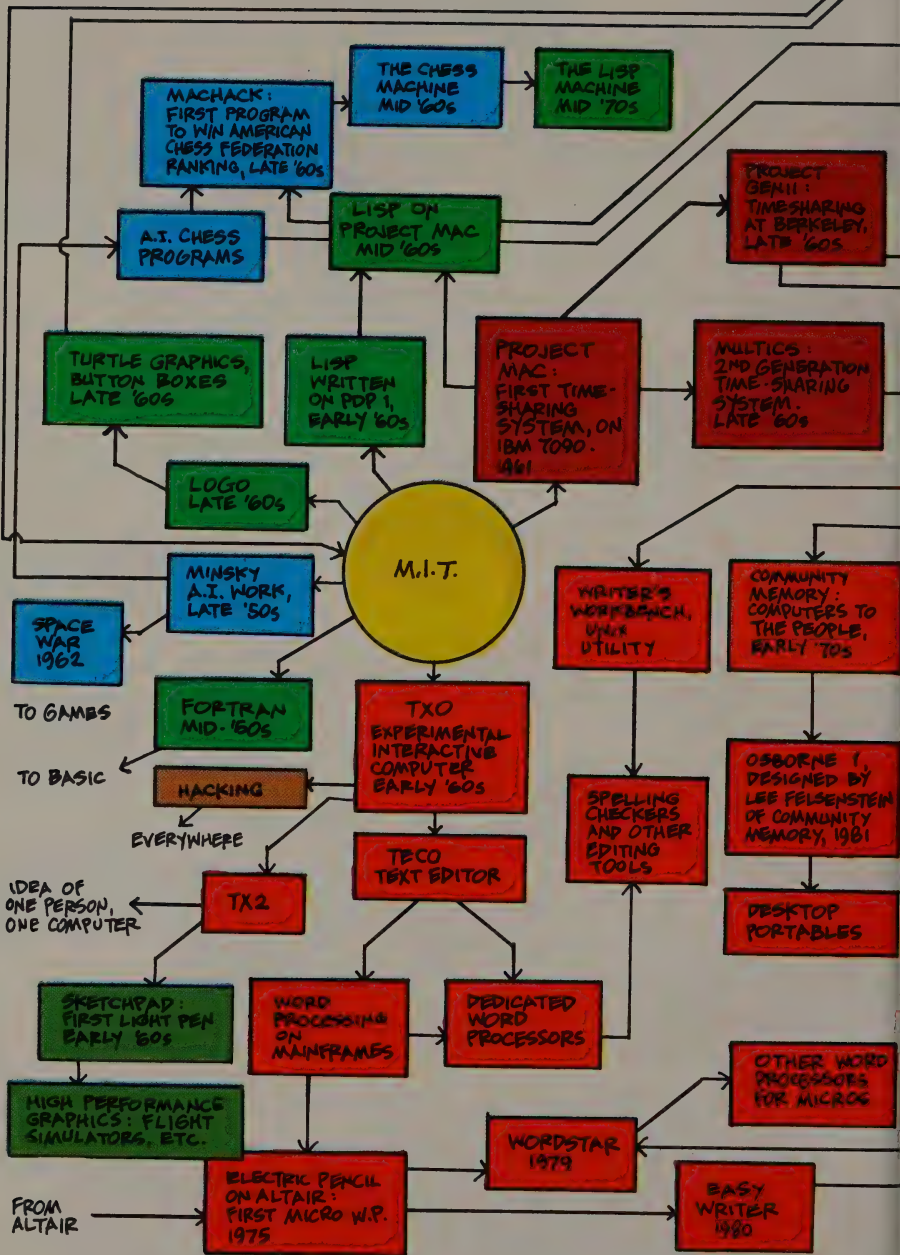 THE CHESS
MACHINE
MID '60s
THE LISP
MACHINE
MID '70s
MACHACK:
FIRST PROGRAM
TO WIN AMERICAN
CHESS FEDERATION
RANKING, LATE '60s
PROJECT
GENII:
TIMESHARING
AT BERKELEY,
LATE '60s
LISP ON
PROJECT MAC
MID '60s
A.I. CHESS
PROGRAMS
TURTLE GRAPHICS,
BUTTON BOXES
LATE '60s
LISP
WRITTEN
ON PDP 1,
EARLY '60s
PROJECT
MAC:
FIRST TIME-
SHARING
SYSTEM, ON
IBM 7090.
1961
MULTICS:
2ND GENERATION
TIME-SHARING
SYSTEM.
LATE '60s
LOGO
LATE '60s
M.I.T.
MINSKY
A.I. WORK,
LATE '50s
SPACE
WAR
1962
TO GAMES
WRITER'S
WORKBENCH,
UNIX
UTILITY
COMMUNITY
MEMORY:
COMPUTERS TO
THE PEOPLE,
EARLY '70s
FORTRAN
MID-'50s
TO BASIC
TXO
EXPERIMENTAL
INTERACTIVE
COMPUTER
EARLY '60s
HACKING
EVERYWHERE
SPELLING
CHECKERS
AND OTHER
EDITING
TOOLS
OSBORNE 1,
DESIGNED BY
LEE FELSENSTEIN
OF COMMUNITY
MEMORY, 1981
TECO
TEXT EDITOR
IDEA OF
ONE PERSON,
ONE COMPUTER
TX2
DESKTOP
PORTABLES
SKETCHPAD:
FIRST LIGHT PEN
EARLY '60s
WORD
PROCESSING
ON
MAINFRAMES
DEDICATED
WORD
PROCESSORS
HIGH PERFORMANCE
GRAPHICS: FLIGHT
SIMULATORS, ETC.
OTHER WORD
PROCESSORS
FOR MICROS
WORDSTAR
1979
FROM
ALTAIR
ELECTRIC PENCIL
ON ALTAIR:
FIRST MICRO W.P.
1975
EASY
WRITER
1980